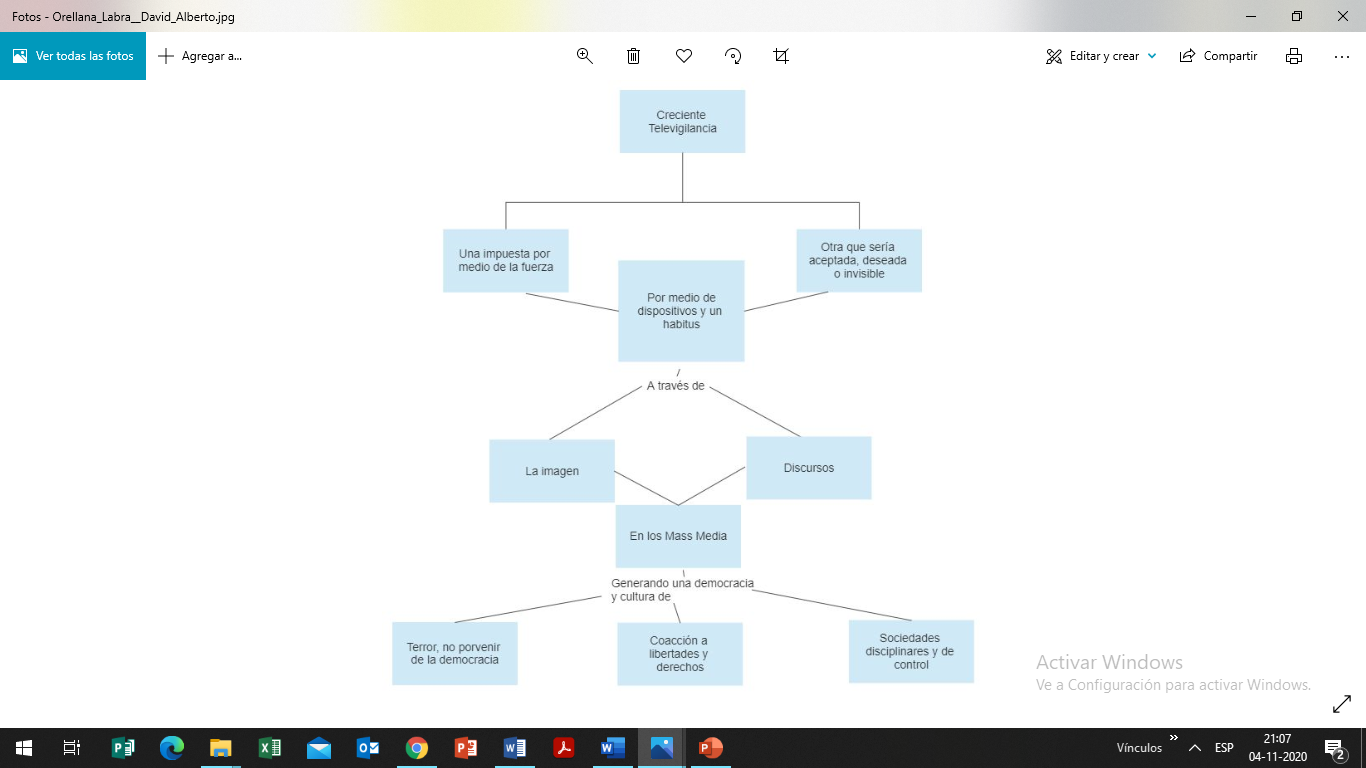 Fotos - Orellana_Labra__David_Alberto.jpg
Ver todas las fotos
Agregar a...
Editar y crear
Compartir
Creciente
Televigilancia
Una impuesta por
medio de la fuerza
Otra que sería
aceptada, deseada
o invisible
Por medio de
dispositivos y un
habitus
A través de
La imagen
Discursos
En los Mass Media
Generando una democracia
y cultura de
Terror, no porvenir
de la democracia
Coacción a
libertades y
derechos
Sociedades
disciplinares y de
control
Activar Windows
Ve a Configuración para activar Windows.
Vínculos
ESP
21:07
04-11-2020
2